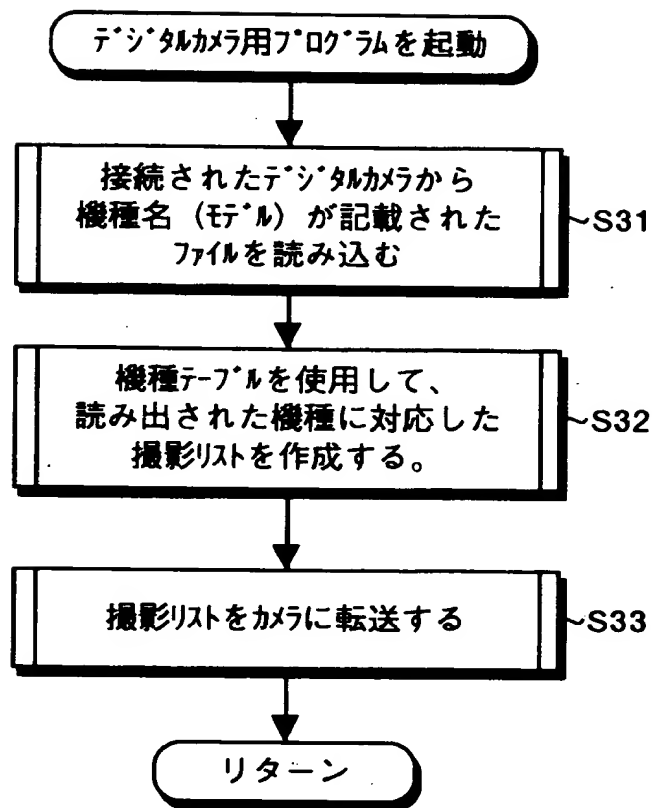 デジタルカメラ用プログラムを起動
接続されたデジタルカメラから
機種名（モデル）が記載された
ファイルを読み込む
~S31
機種テーブルを使用して、
読み出された機種に対応した
撮影リストを作成する。
~S32
撮影リストをカメラに転送する
~S33
リターン